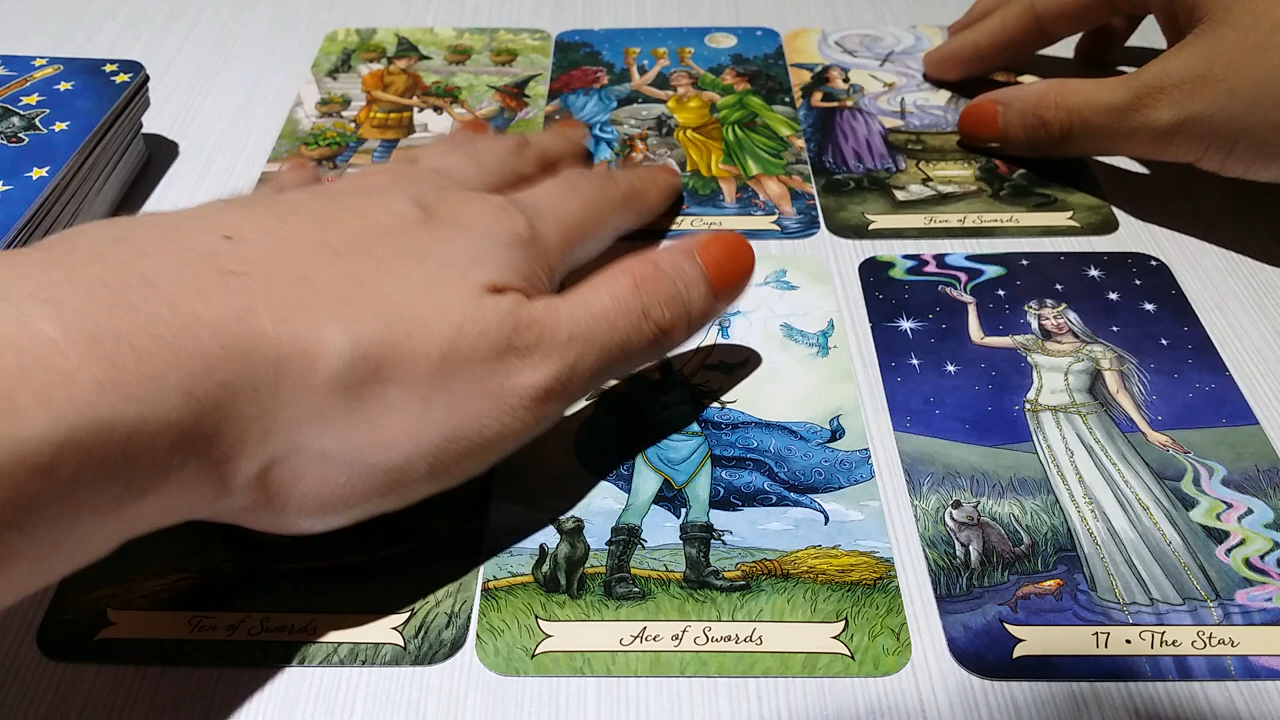 of Cups
Five of Swords
Ten of Swords
Ace of Swords
17 • The Star